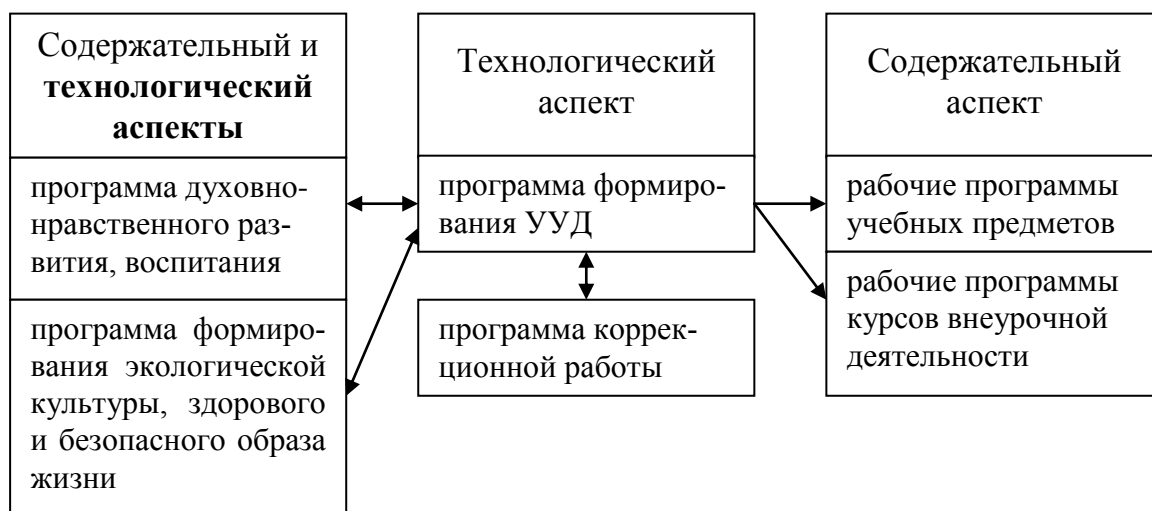 Содержательный и
технологический
аспекты
программа духовно-
нравственного раз-
вития, воспитания
программа формиро-
вания экологической
культуры, здорового
и безопасного образа
жизни
Технологический
аспект
программа формиро-
вания УУД
программа коррек-
ционной работы
Содержательный
аспект
рабочие программы
учебных предметов
рабочие программы
курсов внеурочной
деятельности